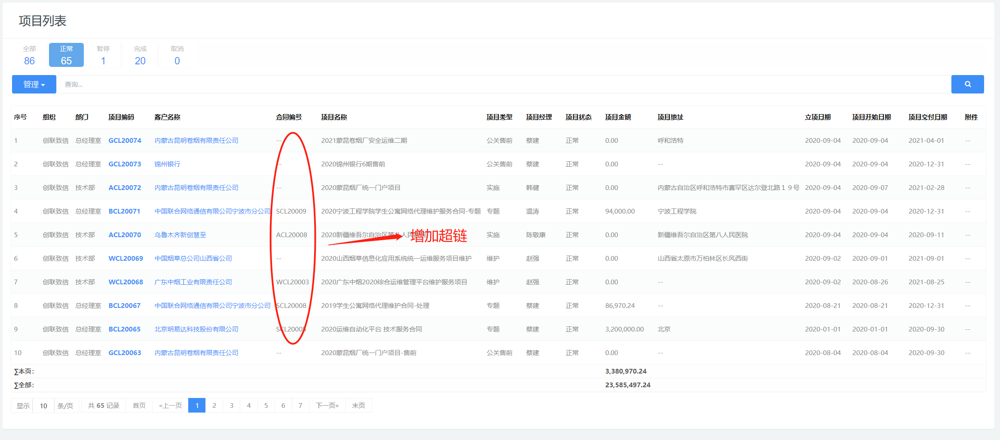 项目列表
全部 正常 暂停 完成 取消
86 65 1 20 0
管理 查询...
序号 组织 部门 项目编码 客户名称 合同编号 项目名称 项目类型 项目经理 项目状态 项目金额 项目地址 立项日期 项目开始日期 项目交付日期 附件
1 创联致信 总经理室 GCL20074 内蒙古昆明卷烟有限责任公司 -- 2021蒙昆卷烟厂安全运维二期 公关售前 蔡建 正常 0.00 呼和浩特 2020-09-04 2020-09-04 2021-04-01 --
2 创联致信 总经理室 GCL20073 锦州银行 -- 2020锦州银行6期售前 公关售前 蔡建 正常 0.00 -- 2020-09-04 2020-09-04 2020-12-31 --
3 创联致信 技术部 ACL20072 内蒙古昆明卷烟有限责任公司 -- 2020蒙昆烟厂统一门户项目 实施 韩健 正常 0.00 内蒙古自治区呼和浩特市赛罕区达尔登北路１９号 2020-09-04 2020-09-07 2021-02-28 --
4 创联致信 总经理室 BCL20071 中国联合网络通信有限公司宁波市分公司 SCL20009 2020宁波工程学院学生公寓网络代理维护服务合同-专题 专题 温涛 正常 94,000.00 宁波工程学院 2020-09-04 2020-09-04 2020-12-31 --
5 创联致信 技术部 ACL20070 乌鲁木齐新创慧至 ACL20008 2020新疆维吾尔自治区第八人民医院 实施 陈敬康 正常 0.00 新疆维吾尔自治区第八人民医院 2020-09-04 2020-09-04 2020-09-11 --
增加超链
6 创联致信 技术部 WCL20069 中国烟草总公司山西省公司 -- 2020山西烟草信息化应用系统统一运维服务项目维护 维护 赵强 正常 0.00 山西省太原市万柏林区长风西街 2020-09-02 2020-09-01 2021-09-01 --
7 创联致信 技术部 WCL20068 广东中烟工业有限责任公司 WCL20003 2020广东中烟2020综合运维管理平台维护服务项目 维护 赵强 正常 0.00 -- 2020-09-02 2020-08-26 2021-08-25 --
8 创联致信 总经理室 BCL20067 中国联合网络通信有限公司宁波市分公司 SCL20008 2019学生公寓网络代理维护合同-处理 专题 蔡建 正常 86,970.24 -- 2020-08-21 2020-08-21 2020-12-31 --
9 创联致信 总经理室 BCL20065 北京明易达科技股份有限公司 SCL20005 2020运维自动化平台 技术服务合同 专题 蔡建 正常 3,200,000.00 北京 2020-01-01 2020-01-01 2020-09-30 --
10 创联致信 总经理室 GCL20063 内蒙古昆明卷烟有限责任公司 -- 2020蒙昆烟厂统一门户项目-售前 公关售前 蔡建 正常 0.00 -- 2020-08-04 2020-08-04 2020-09-30 --
∑本页: 3,380,970.24
∑全部: 23,585,497.24
显示 10 条/页 共 65 记录 首页 «上一页 1 2 3 4 5 6 7 下一页» 末页